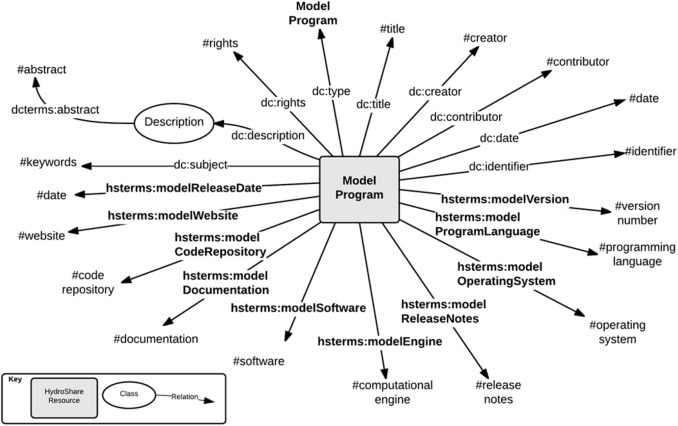 Model
Program
#title
#rights
#creator
#abstract
#contributor
dc:type
dc:rights
dc:title
dc:creator
#date
dcterms:abstract
Description
dc:contributor
dc:description
dc:date
#identifier
#keywords
dc:subject
dc:identifier
Model
Program
#date
hsterms:modelReleaseDate
hsterms:modelVersion
#version
number
hsterms:modelWebsite
#website
hsterms:model
ProgramLanguage
hsterms:model
CodeRepository
#programming
language
#code
repository
hsterms:model
Documentation
hsterms:model
OperatingSystem
hsterms:modelSoftware
hsterms:model
ReleaseNotes
#operating
system
#documentation
hsterms:modelEngine
#software
#computational
engine
#release
notes
Key
HydroShare
Resource
Class
Relation